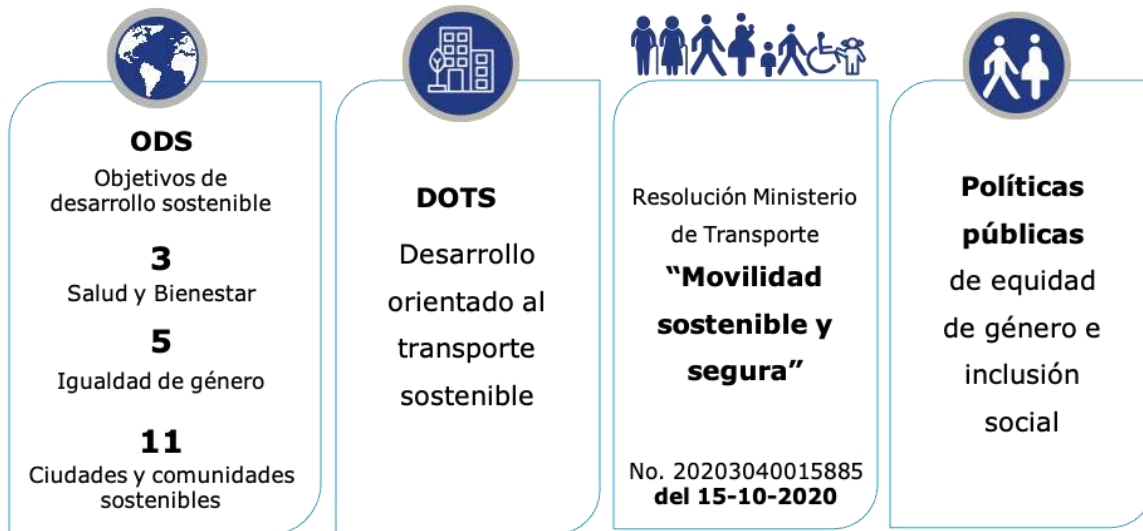 ODS
Objetivos de
desarrollo sostenible
3
Salud y Bienestar
5
Igualdad de género
11
Ciudades y comunidades
sostenibles
DOTS
Desarrollo
orientado al
transporte
sostenible
Resolución Ministerio
de Transporte
“Movilidad
sostenible y
segura”
No. 20203040015885
del 15-10-2020
Políticas
públicas
de equidad
de género e
inclusión
social